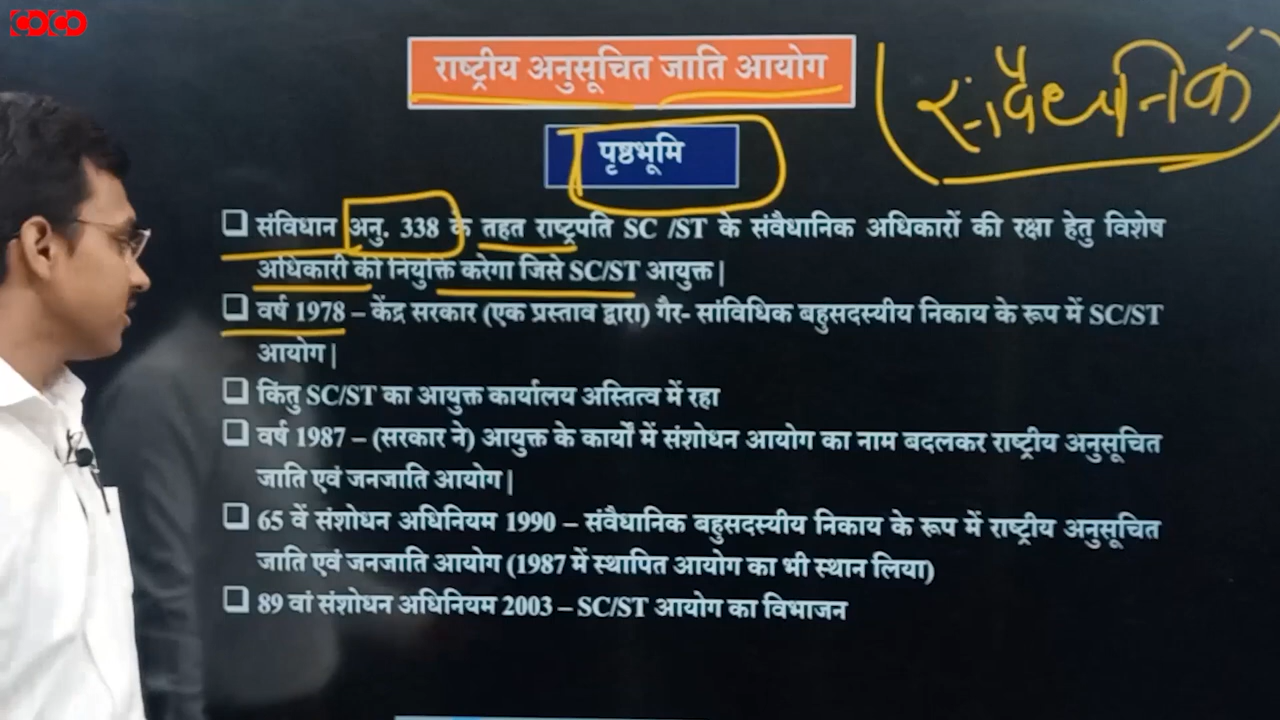 COCO
राष्ट्रीय अनुसूचित जाति आयोग
संवैधानिक
पृष्ठभूमि
संविधान अनु. 338 के तहत राष्ट्रपति SC /ST के संवैधानिक अधिकारों की रक्षा हेतु विशेष
अधिकारी की नियुक्ति करेगा जिसे SC/ST आयुक्त |
वर्ष 1978 – केंद्र सरकार (एक प्रस्ताव द्वारा) गैर- सांविधिक बहुसदस्यीय निकाय के रूप में SC/ST
आयोग |
किंतु SC/ST का आयुक्त कार्यालय अस्तित्व में रहा
वर्ष 1987 – (सरकार ने) आयुक्त के कार्यों में संशोधन आयोग का नाम बदलकर राष्ट्रीय अनुसूचित
जाति एवं जनजाति आयोग |
65 वें संशोधन अधिनियम 1990 – संवैधानिक बहुसदस्यीय निकाय के रूप में राष्ट्रीय अनुसूचित
जाति एवं जनजाति आयोग (1987 में स्थापित आयोग का भी स्थान लिया)
89 वां संशोधन अधिनियम 2003 – SC/ST आयोग का विभाजन